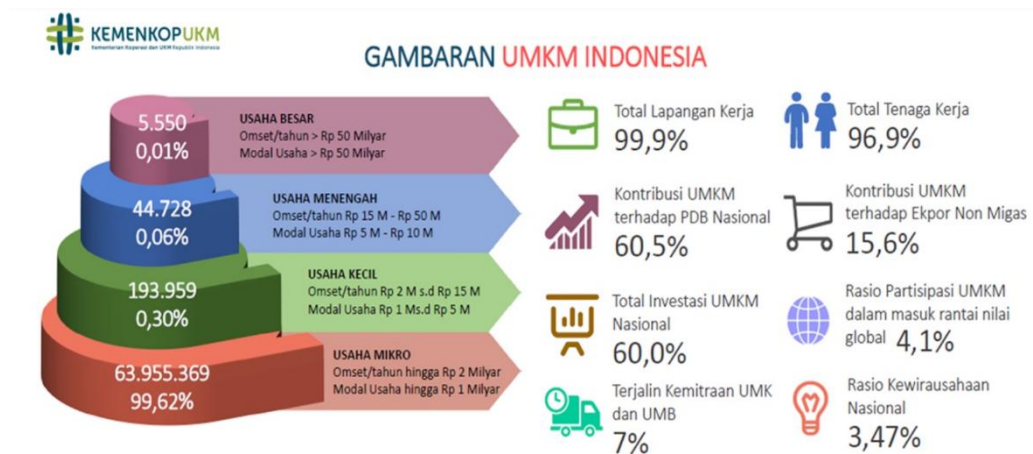 KEMENKOPUKM
Kementerian Koperasi dan UKM Republik Indonesia
GAMBARAN UMKM INDONESIA
5.550
0,01%
USAHA BESAR
Omset/tahun > Rp 50 Milyar
Modal Usaha > Rp 50 Milyar
44.728
0,06%
USAHA MENENGAH
Omset/tahun Rp 15 M - Rp 50 M
Modal Usaha Rp 5 M - Rp 10 M
193.959
0,30%
USAHA KECIL
Omset/tahun Rp 2 M s.d Rp 15 M
Modal Usaha Rp 1 Ms.d Rp 5 M
63.955.369
99,62%
USAHA MIKRO
Omset/tahun hingga Rp 2 Milyar
Modal Usaha hingga Rp 1 Milyar
Total Lapangan Kerja
99,9%
Total Tenaga Kerja
96,9%
Kontribusi UMKM
terhadap PDB Nasional
60,5%
Kontribusi UMKM
terhadap Ekpor Non Migas
15,6%
Total Investasi UMKM
Nasional
60,0%
Rasio Partisipasi UMKM
dalam masuk rantai nilai
global 4,1%
Terjalin Kemitraan UMK
dan UMB
7%
Rasio Kewirausahaan
Nasional
3,47%